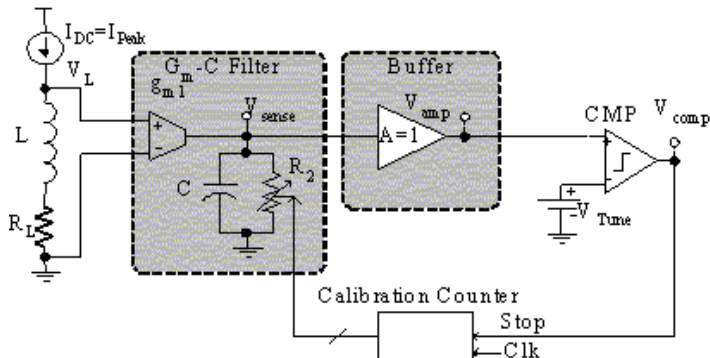 I_DC=I_Peak
V_L
G_m-C Filter
g_m1
V_sense
Buffer
V_amp
A=1
CMP
V_comp
+
-
+
-
L
R_L
C
R_2
+
-
V_Tune
Calibration Counter
Stop
Clk